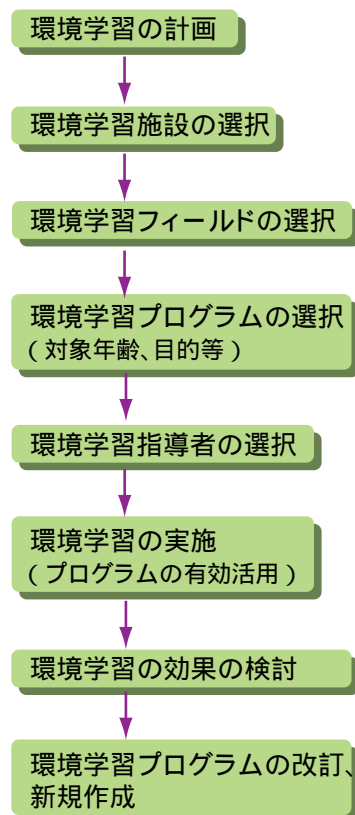 環境学習の計画
環境学習施設の選択
環境学習フィールドの選択
環境学習プログラムの選択
(対象年齢、目的等)
環境学習指導者の選択
環境学習の実施
(プログラムの有効活用)
環境学習の効果の検討
環境学習プログラムの改訂、
新規作成